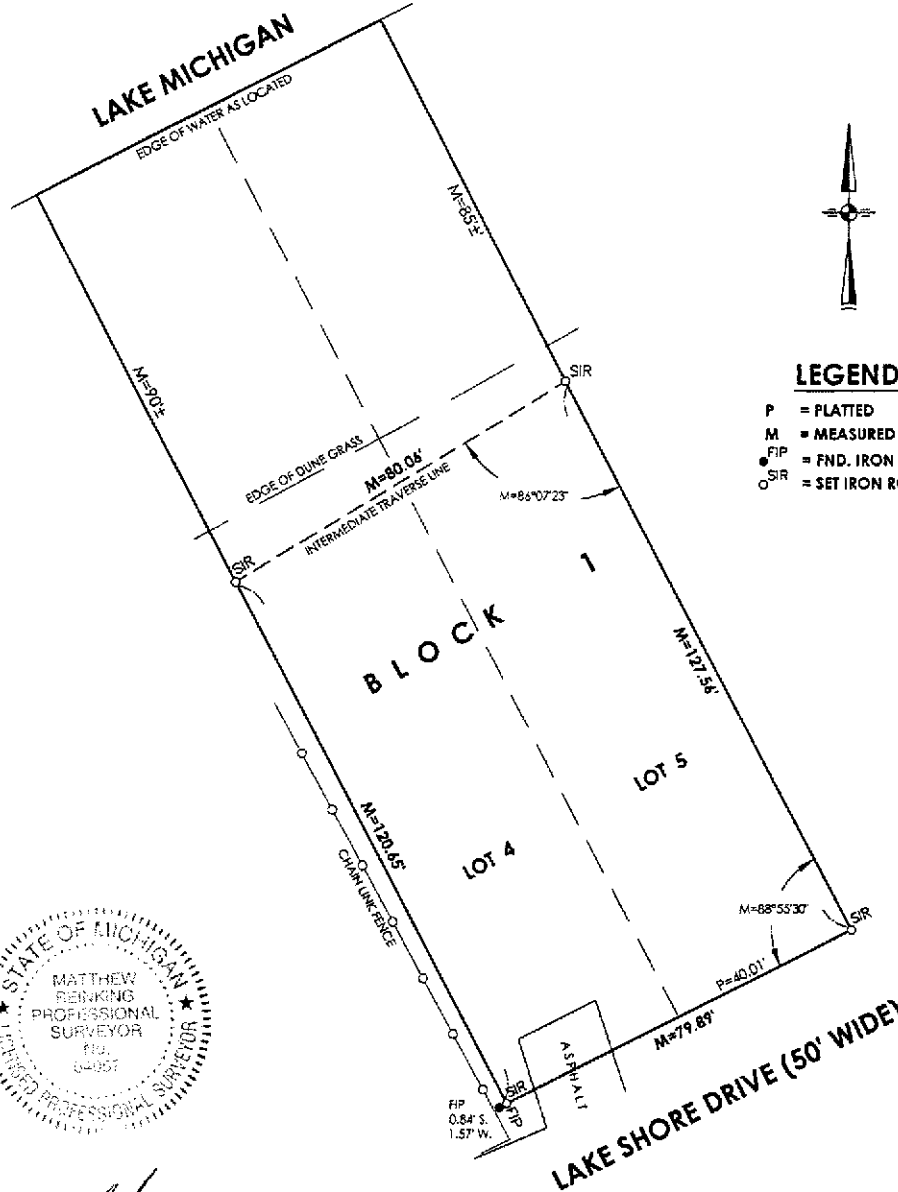 LAKE MICHIGAN
EDGE OF WATER AS LOCATED
M=85'±
M=90'±
SIR
LEGEND
P = PLATTED
M = MEASURED
FIP = FND. IRON
SIR = SET IRON
EDGE OF DUNE GRASS
M=80.06'
INTERMEDIATE TRAVERSE LINE
M=86°07'23"
SIR
BLOCK 1
M=127.56'
LOT 5
M=120.65'
LOT 4
CHAIN LINK FENCE
M=88°55'30"
SIR
P=40.01'
M=79.89'
ASPHALT
SIR
FIP
FIP
0.84' S.
1.57' W.
LAKE SHORE DRIVE (50' WIDE)
STATE OF MICHIGAN
MATTHEW
REINKING
PROFESSIONAL
SURVEYOR
NO.
LICENSED PROFESSIONAL SURVEYOR